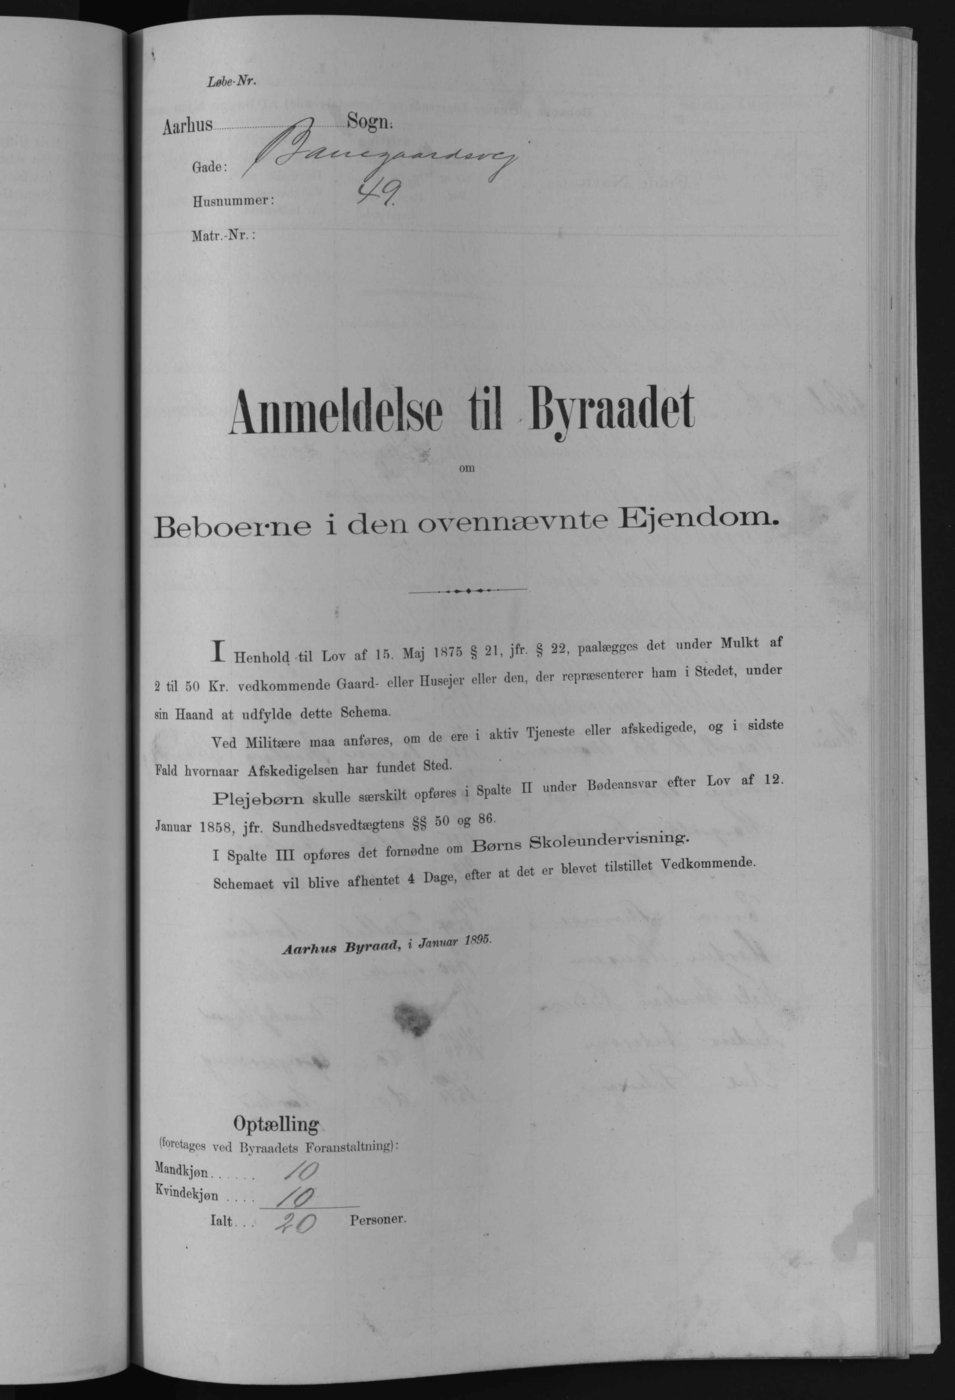 Løbe-Nr.
Aarhus Sogn.
Gade: Banegaardsvej
Husnummer: 49.
Matr.-Nr.:
Anmeldelse til Byraadet
om
Beboerne i den ovennævnte Ejendom.
I Henhold til Lov af 15. Maj 1875 § 21, jfr. § 22, paalægges det under Mulkt af
2 til 50 Kr. vedkommende Gaard- eller Husejer eller den, der repræsenterer ham i Stedet, under
sin Haand at udfylde dette Schema.
Ved Militære maa anføres, om de ere i aktiv Tjeneste eller afskedigede, og i sidste
Fald hvornaar Afskedigelsen har fundet Sted.
Plejebørn skulle særskilt opføres i Spalte II under Bødeansvar efter Lov af 12.
Januar 1858, jfr. Sundhedsvedtægtens §§ 50 og 86.
I Spalte III opføres det fornødne om Børns Skoleundervisning.
Schemaet vil blive afhentet 4 Dage, efter at det er blevet tilstillet Vedkommende.
Aarhus Byraad, i Januar 1895.
Optælling
(foretages ved Byraadets Foranstaltning):
Mandkjøn...... 10
Kvindekjøn .... 10
Ialt... 20 Personer.